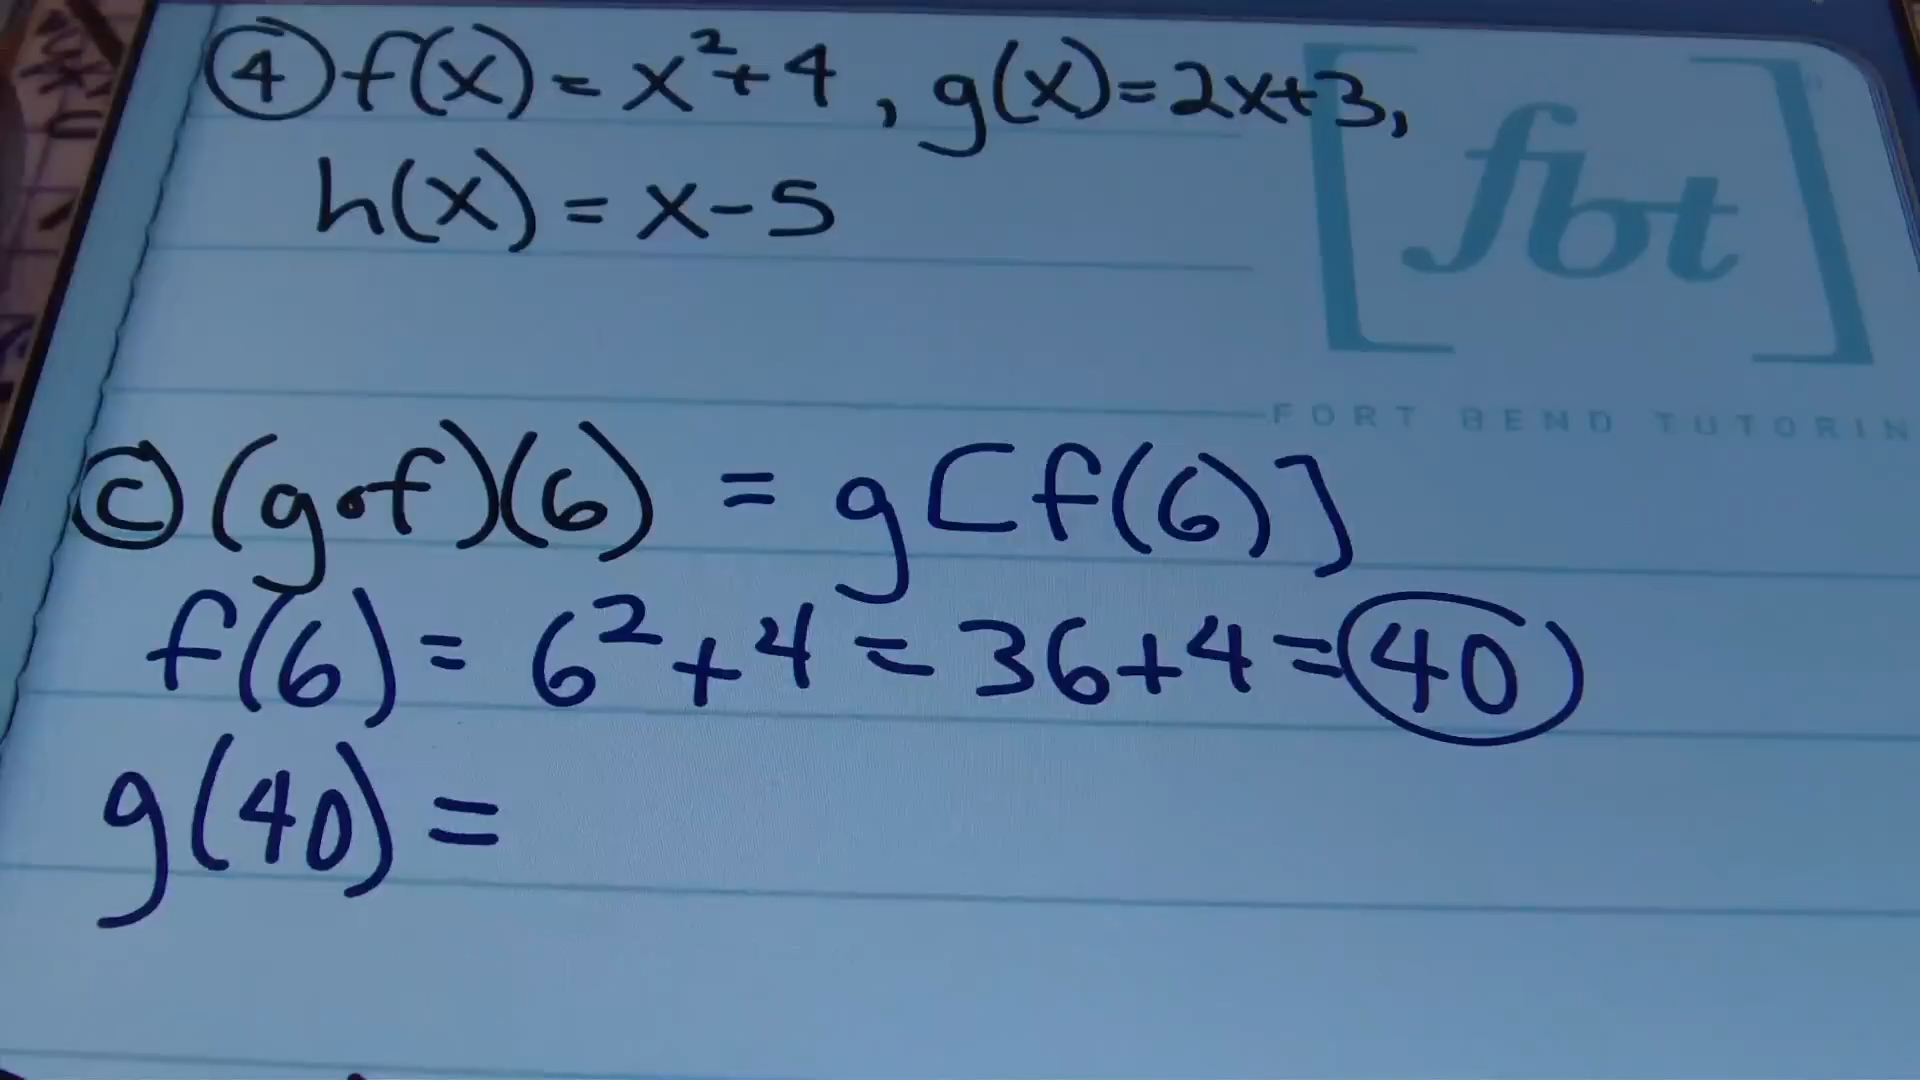 ④ f(x) = x²+4, g(x)=2x+3,
h(x) = x-5
fbt
FORT BEND TUTORIN
ⓒ (g∘f)(6) = g[f(6)]
f(6) = 6²+4 = 36+4 = 40
g(40) =